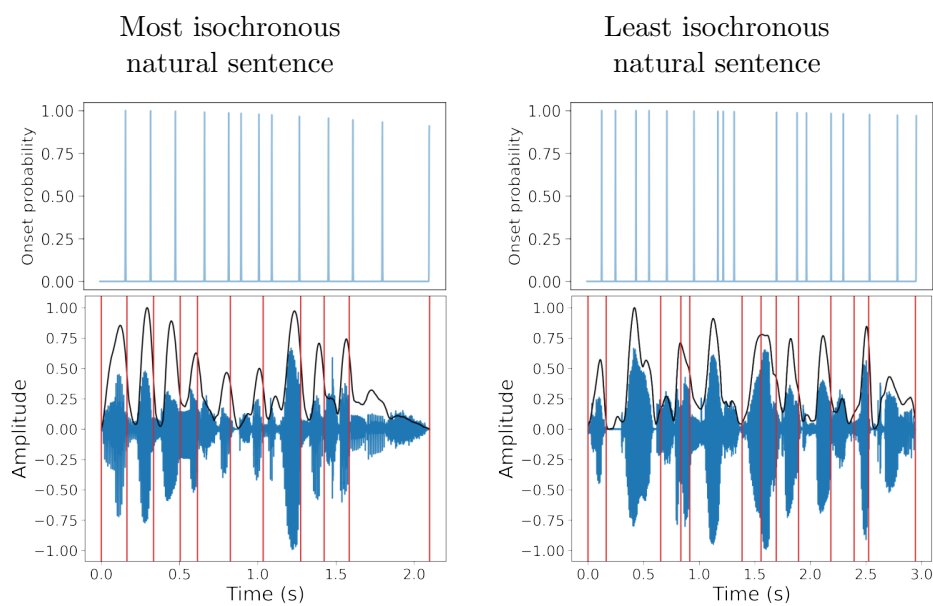 Most isochronous
natural sentence
Least isochronous
natural sentence
Onset probability
1.00
0.75
0.50
0.25
0.00
Onset probability
1.00
0.75
0.50
0.25
0.00
Amplitude
1.00
0.75
0.50
0.25
0.00
−0.25
−0.50
−0.75
−1.00
0.0 0.5 1.0 1.5 2.0
Time (s)
Amplitude
1.00
0.75
0.50
0.25
0.00
−0.25
−0.50
−0.75
−1.00
0.0 0.5 1.0 1.5 2.0 2.5 3.0
Time (s)